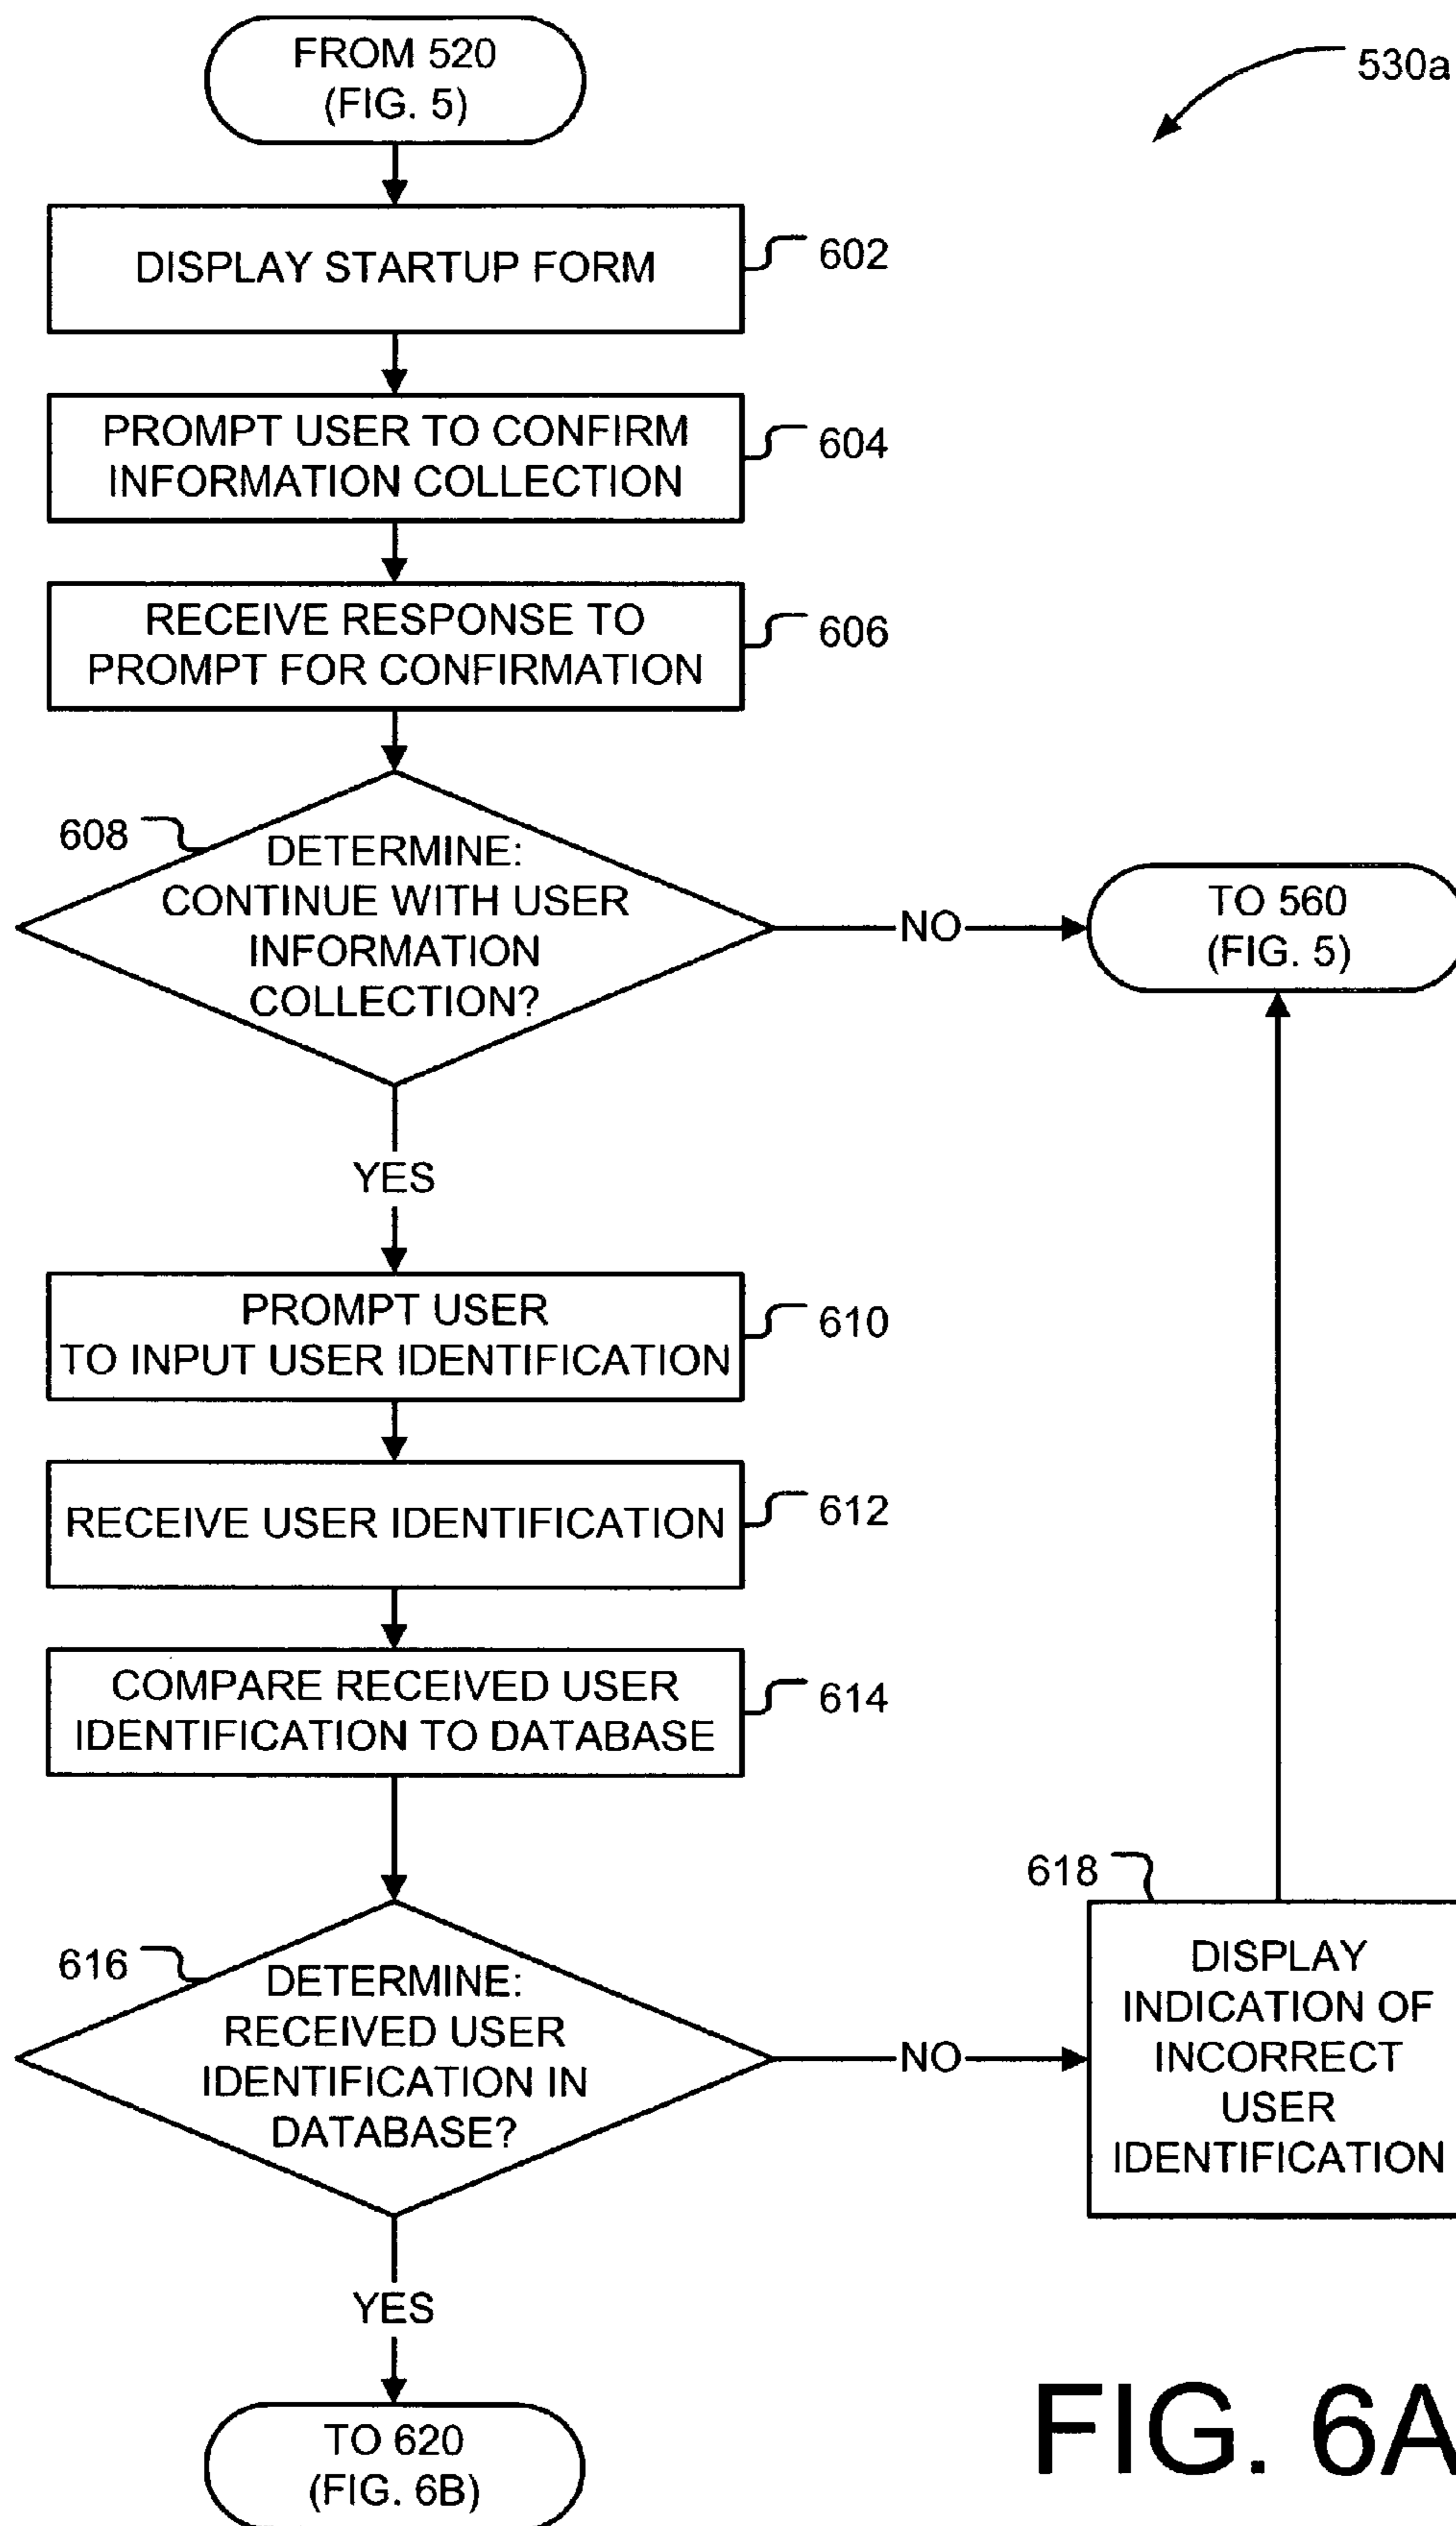 FROM 520
(FIG. 5)
530a
DISPLAY STARTUP FORM
602
PROMPT USER TO CONFIRM
INFORMATION COLLECTION
604
RECEIVE RESPONSE TO
PROMPT FOR CONFIRMATION
606
608
DETERMINE:
CONTINUE WITH USER
INFORMATION
COLLECTION?
NO
TO 560
(FIG. 5)
YES
PROMPT USER
TO INPUT USER IDENTIFICATION
610
RECEIVE USER IDENTIFICATION
612
COMPARE RECEIVED USER
IDENTIFICATION TO DATABASE
614
616
DETERMINE:
RECEIVED USER
IDENTIFICATION IN
DATABASE?
NO
618
DISPLAY
INDICATION OF
INCORRECT
USER
IDENTIFICATION
YES
TO 620
(FIG. 6B)
FIG. 6A